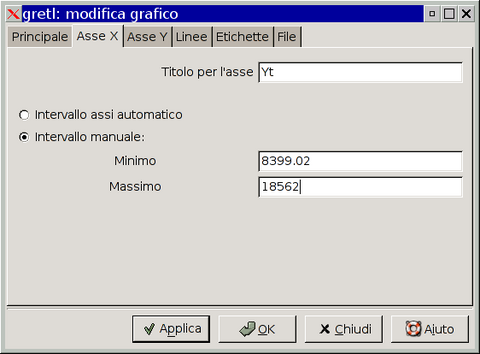 gretl: modifica grafico
Principale Asse X Asse Y Linee Etichette File
Titolo per l'asse Yt
Intervallo assi automatico
Intervallo manuale:
Minimo 8399.02
Massimo 18562
Applica OK Chiudi Aiuto